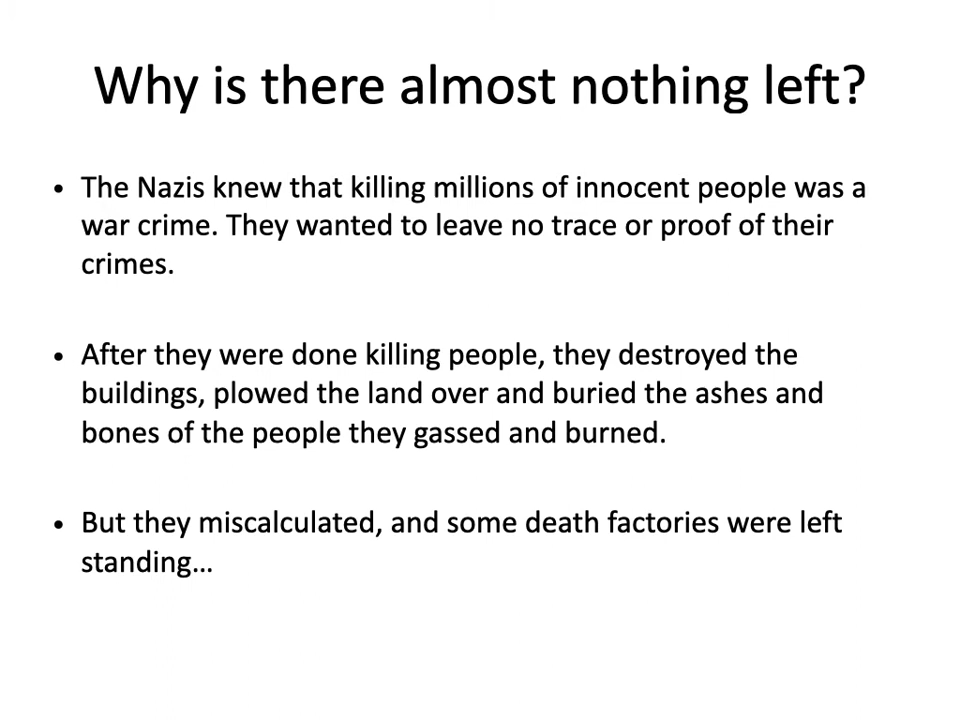 Why is there almost nothing left?
• The Nazis knew that killing millions of innocent people was a
war crime. They wanted to leave no trace or proof of their
crimes.
• After they were done killing people, they destroyed the
buildings, plowed the land over and buried the ashes and
bones of the people they gassed and burned.
• But they miscalculated, and some death factories were left
standing…